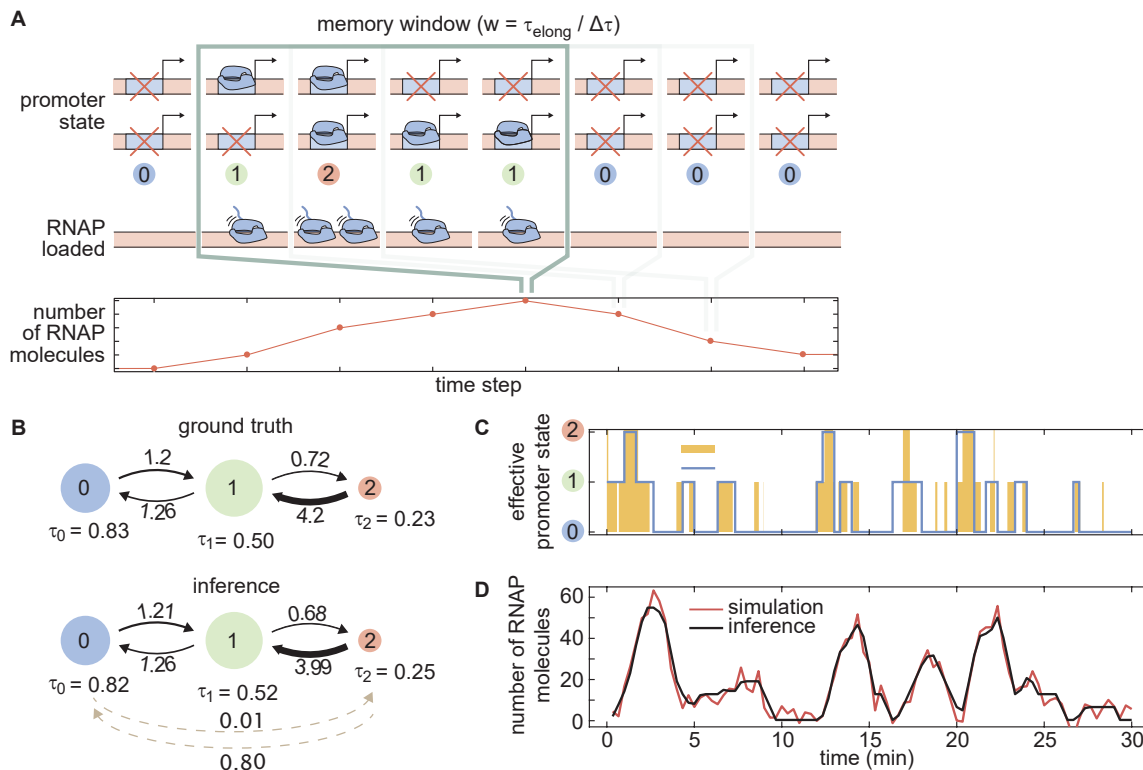 A
memory window (w = τelong / Δτ)
promoter
state
0 1 2 1 1 0 0 0
RNAP
loaded
number
of RNAP
molecules
time step
B
ground truth
0
1.2
1.26
1
0.72
4.2
2
τ0 = 0.83
τ1 = 0.50
τ2 = 0.23
inference
0
1.21
1.26
1
0.68
3.99
2
τ0 = 0.82
τ1 = 0.52
τ2 = 0.25
0.01
0.80
C
effective
promoter state
2
1
0
D
number of RNAP
molecules
60
40
20
0
simulation
inference
0 5 10 15 20 25 30
time (min)